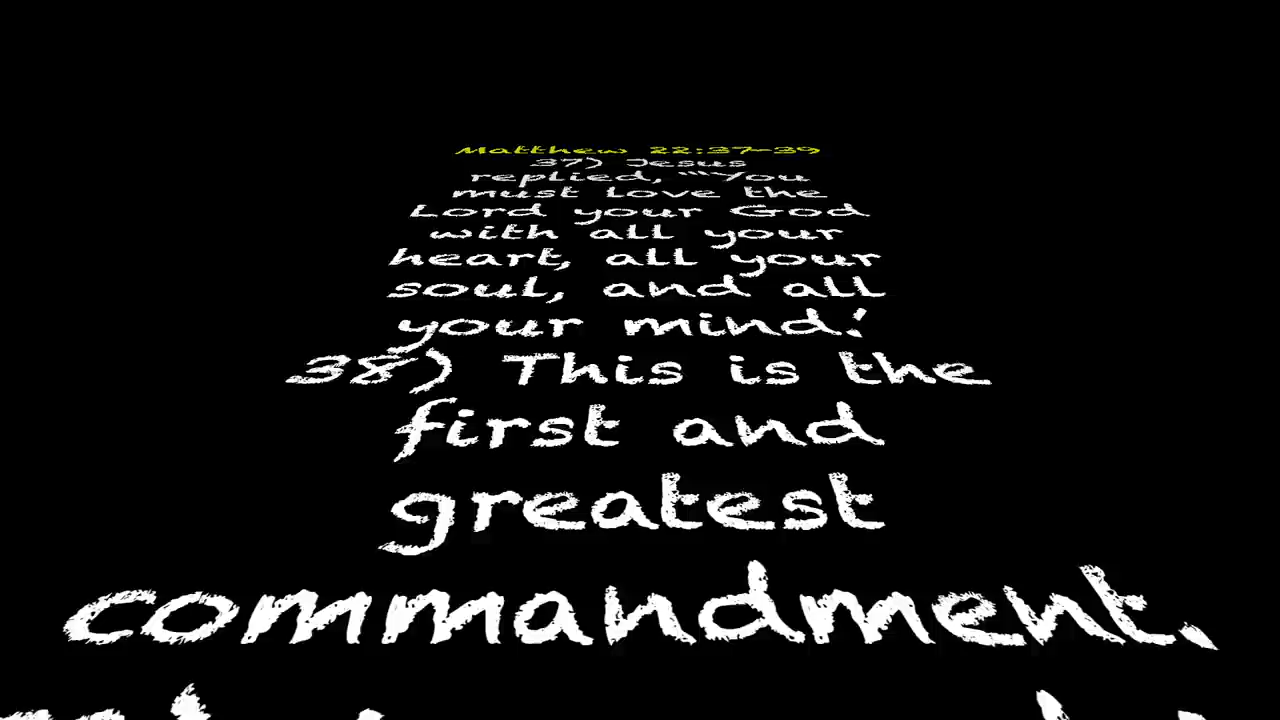 Matthew 22:37-39
37) Jesus
replied, "'You
must love the
Lord your God
with all your
heart, all your
soul, and all
your mind.'
38) This is the
first and
greatest
commandment.